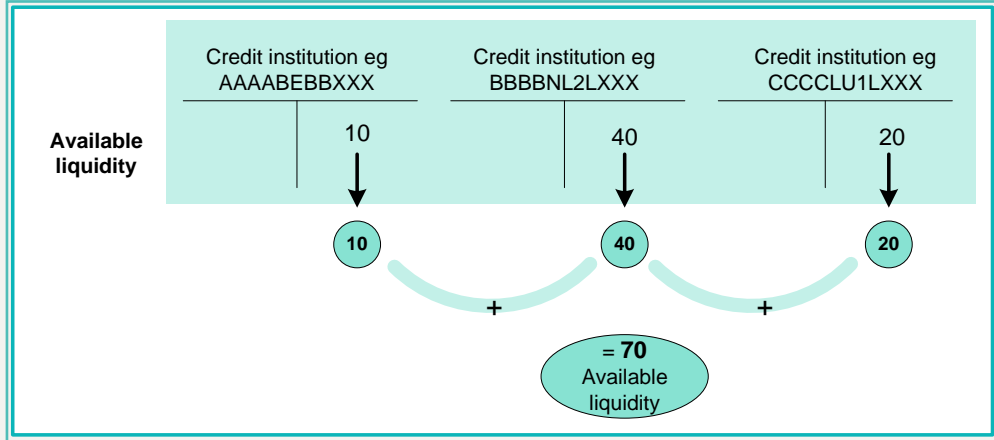 Credit institution eg
AAAABEBBXXX
Credit institution eg
BBBBNL2LXXX
Credit institution eg
CCCCLU1LXXX
Available
liquidity
10
40
20
10
40
20
+
+
= 70
Available
liquidity